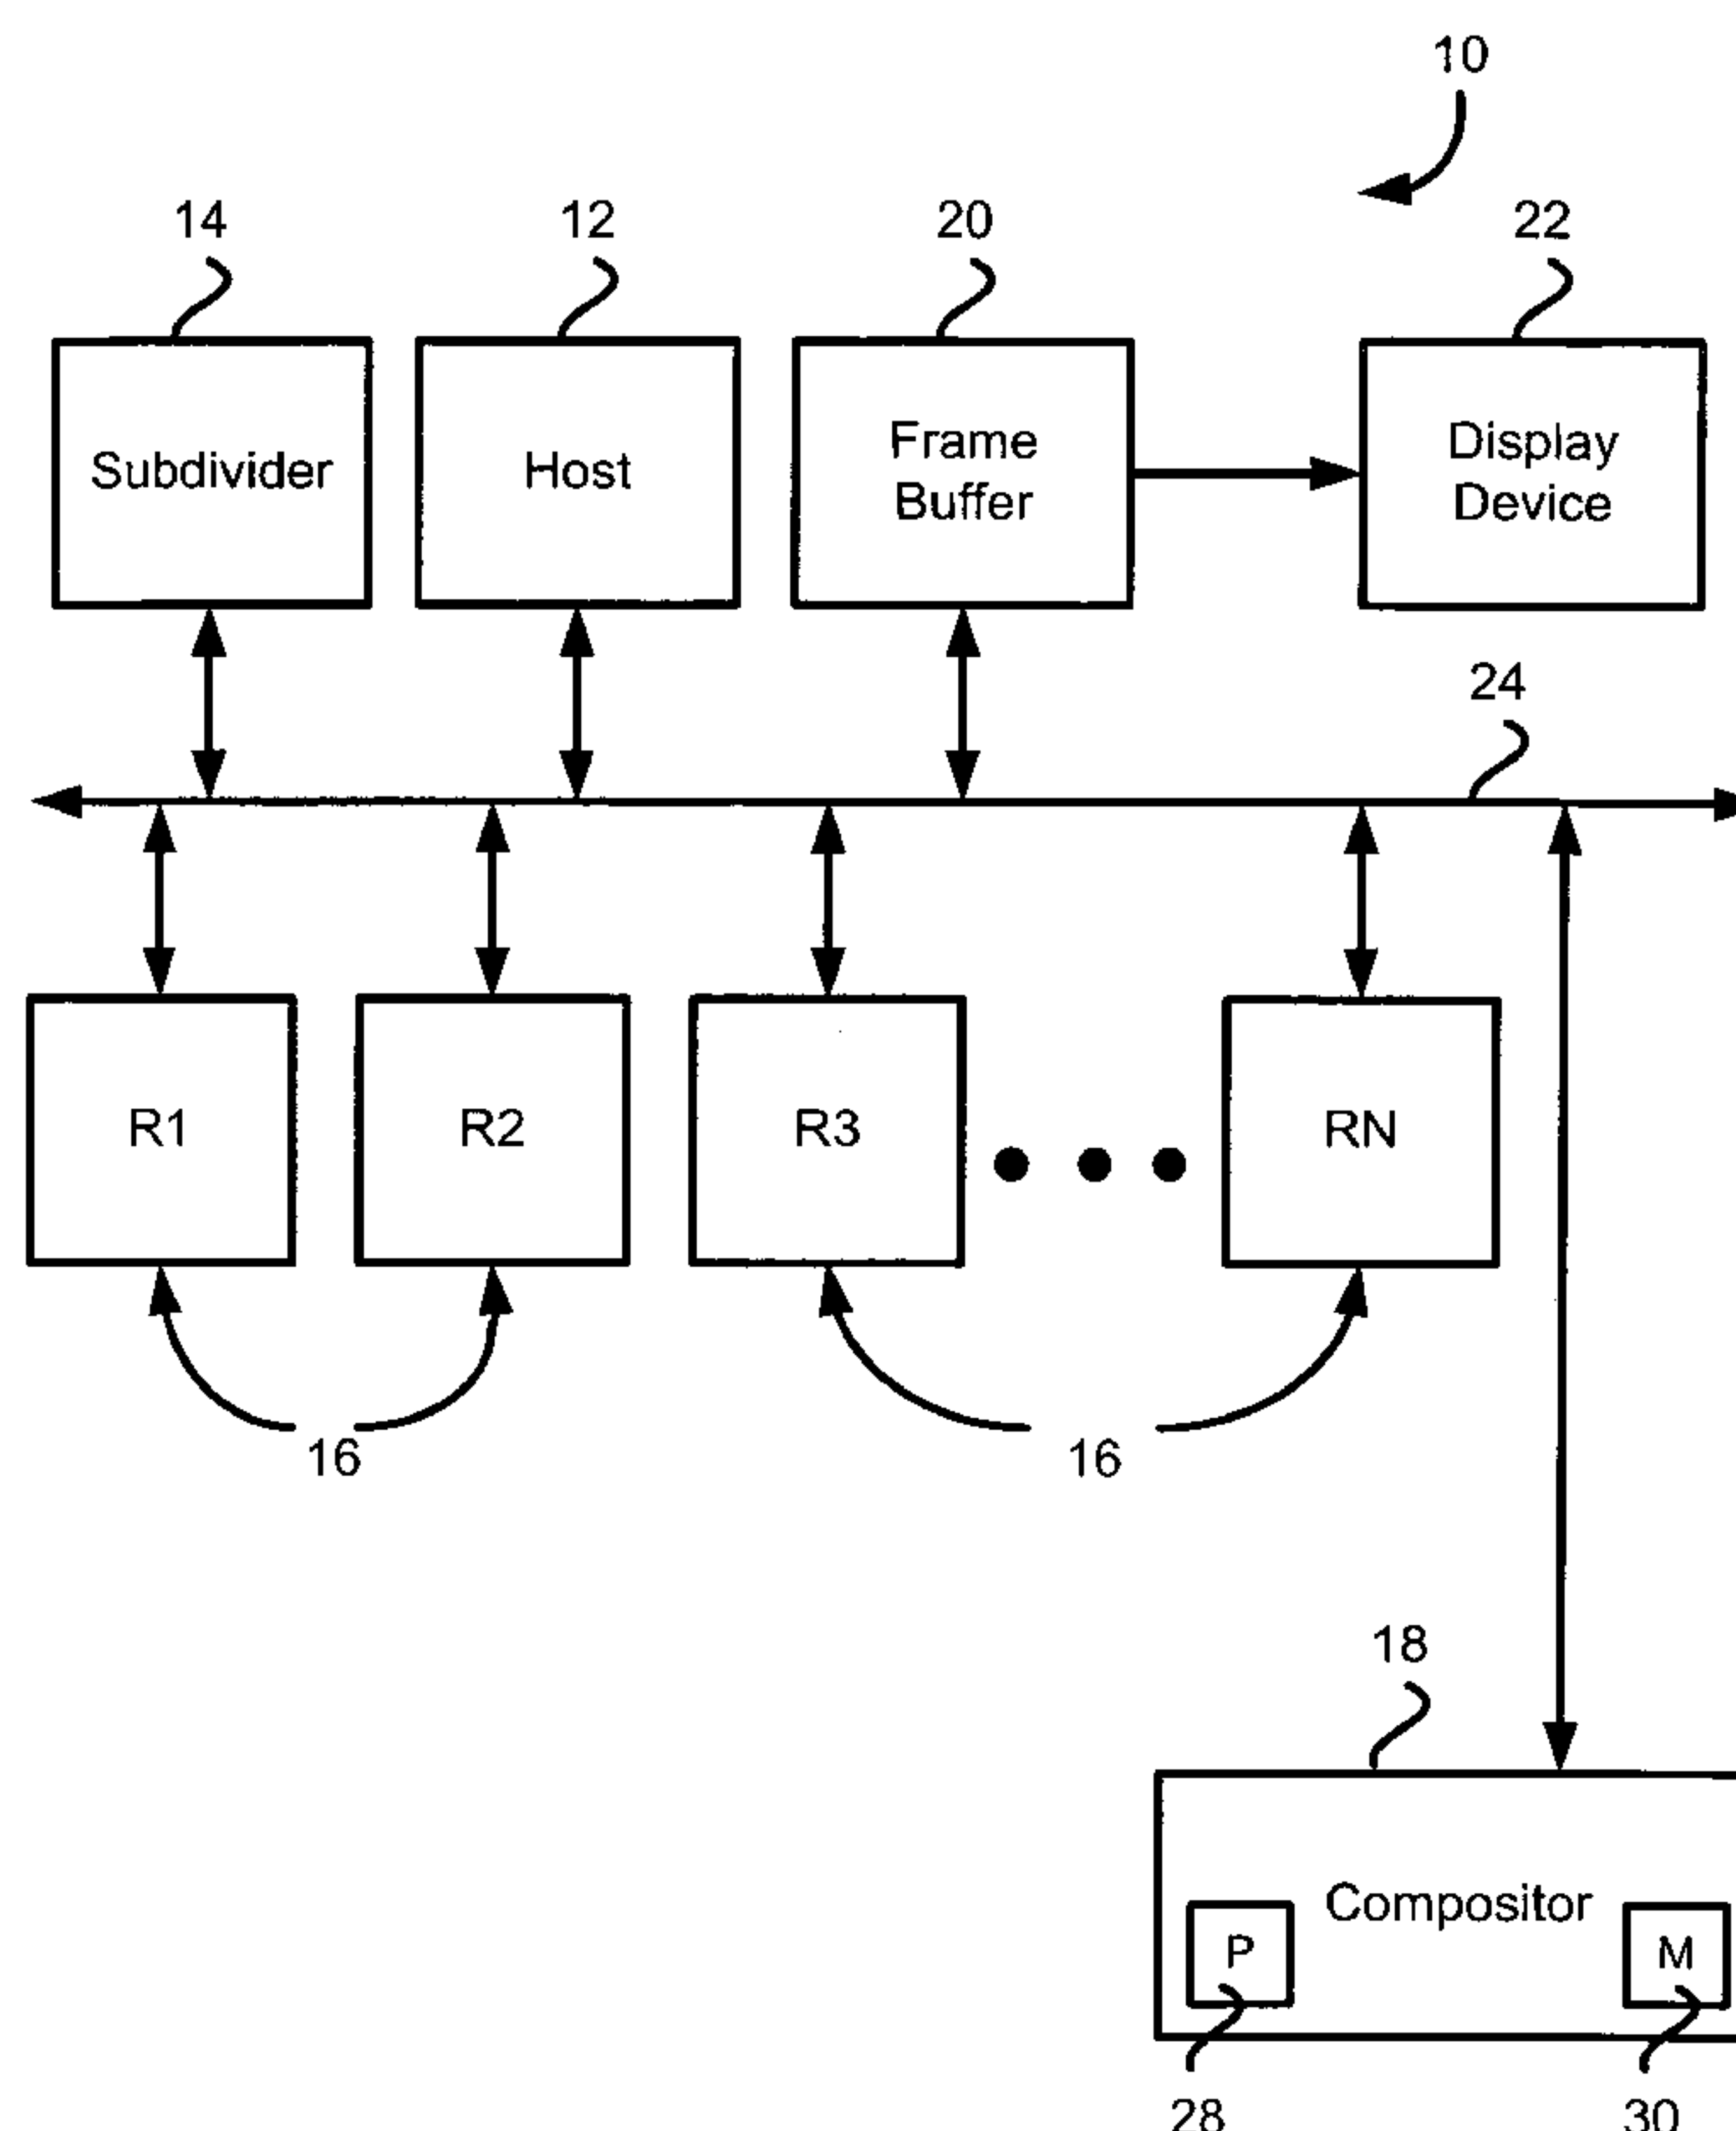 10
14
12
20
22
Subdivider
Host
Frame
Buffer
Display
Device
24
R1
R2
R3
RN
16
16
18
Compositor
P
M
28
30